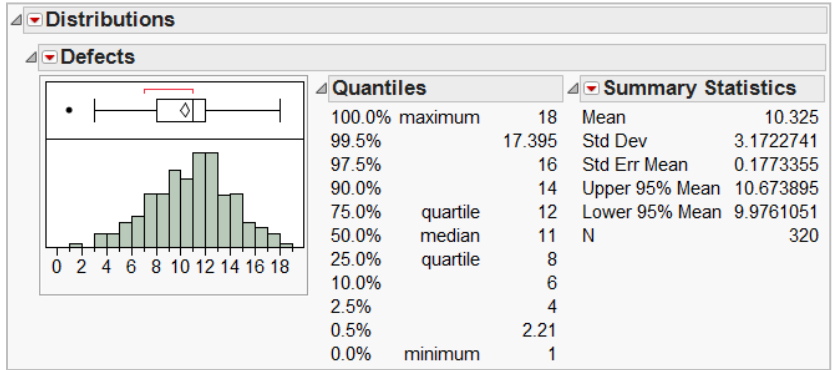 Distributions
Defects
0 2 4 6 8 10 12 14 16 18
Quantiles
100.0% maximum 18
99.5% 17.395
97.5% 16
90.0% 14
75.0% quartile 12
50.0% median 11
25.0% quartile 8
10.0% 6
2.5% 4
0.5% 2.21
0.0% minimum 1
Summary Statistics
Mean 10.325
Std Dev 3.1722741
Std Err Mean 0.1773355
Upper 95% Mean 10.673895
Lower 95% Mean 9.9761051
N 320